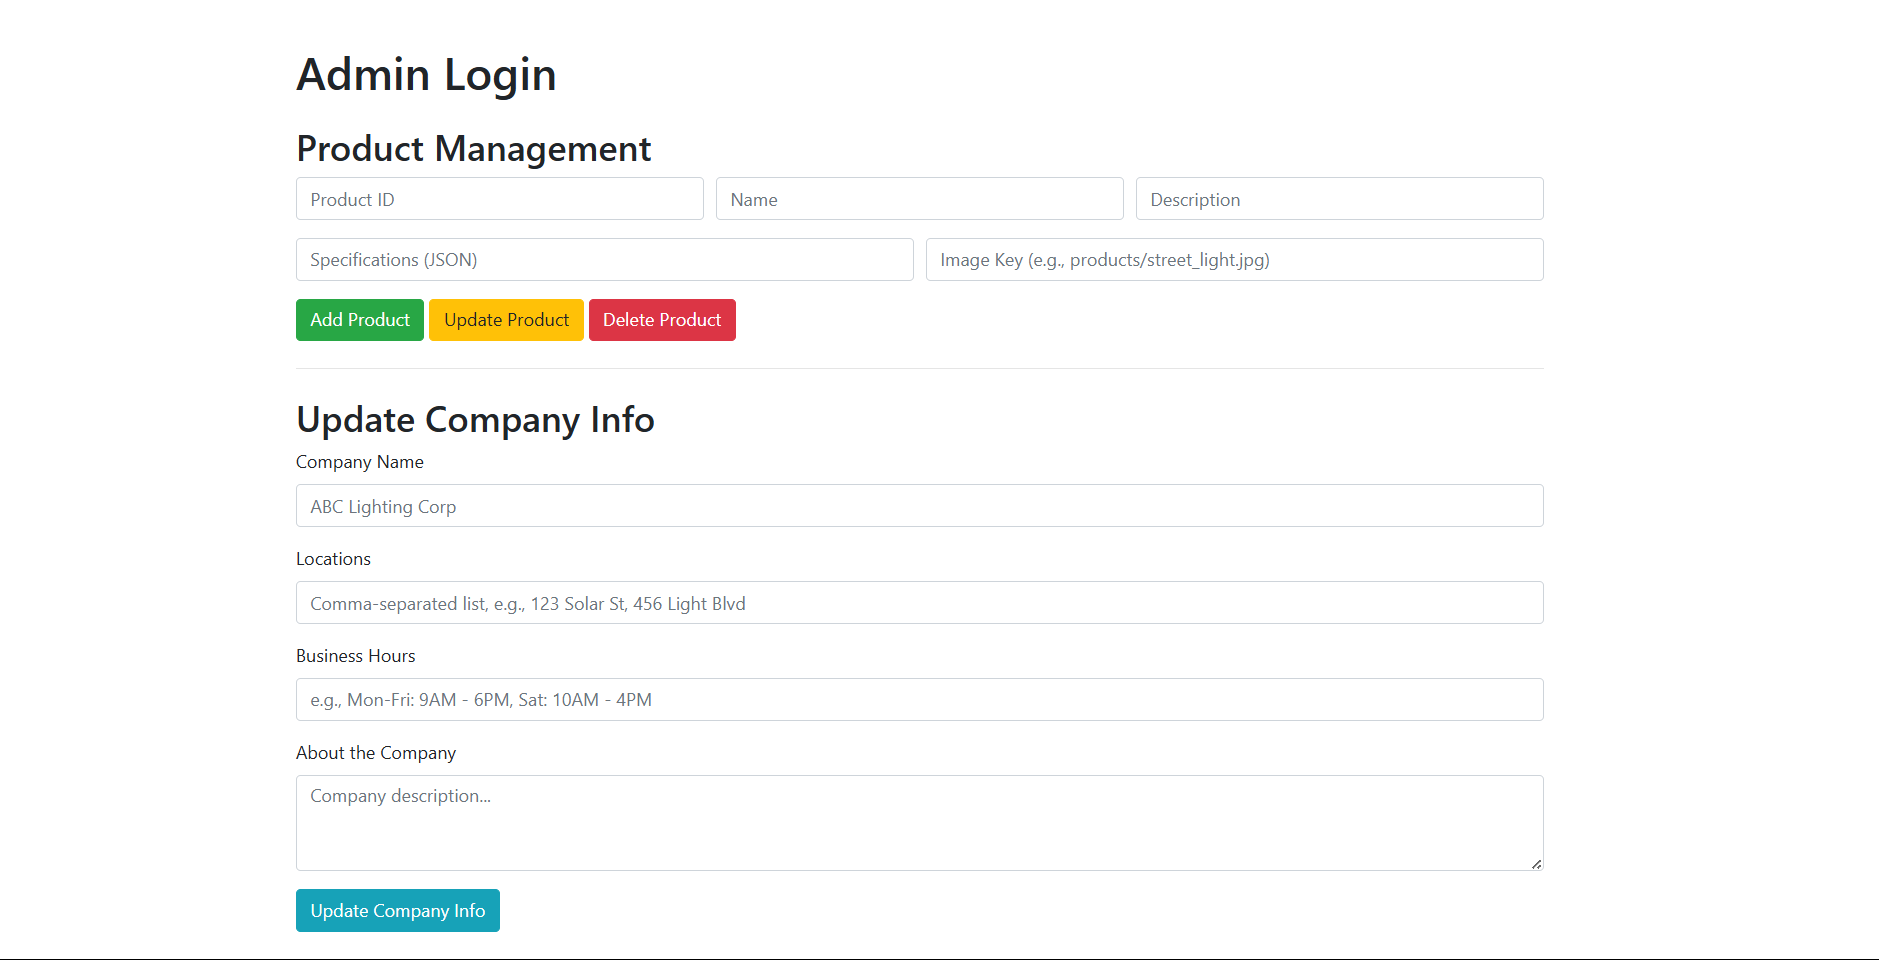 Admin Login
Product Management
Product ID Name Description
Specifications (JSON) Image Key (e.g., products/street_light.jpg)
Add Product Update Product Delete Product
Update Company Info
Company Name
ABC Lighting Corp
Locations
Comma-separated list, e.g., 123 Solar St, 456 Light Blvd
Business Hours
e.g., Mon-Fri: 9AM - 6PM, Sat: 10AM - 4PM
About the Company
Company description...
Update Company Info